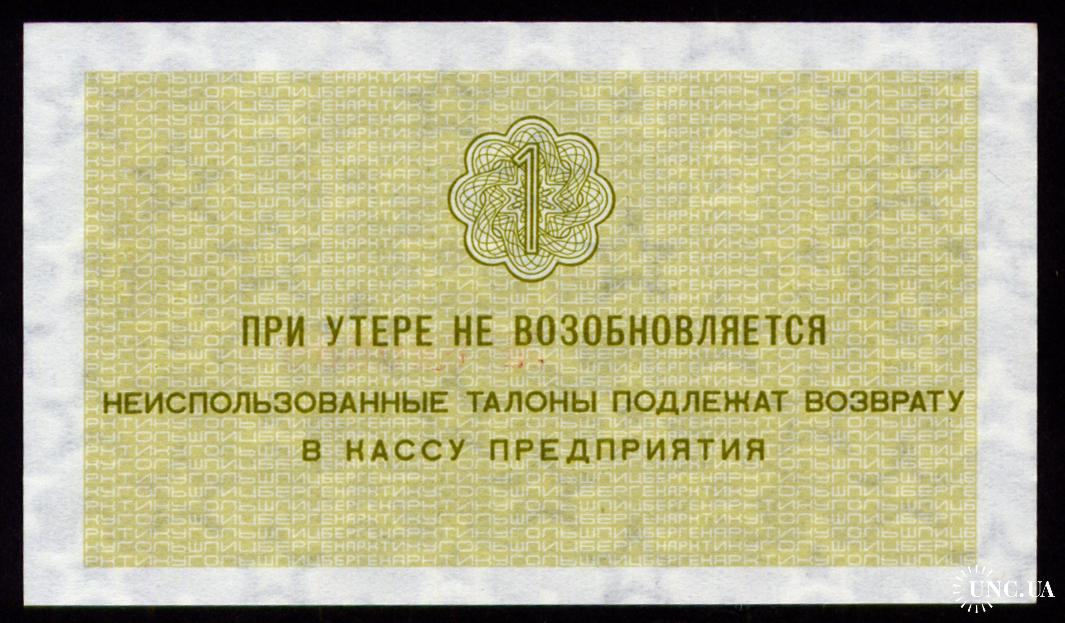 1
ПРИ УТЕРЕ НЕ ВОЗОБНОВЛЯЕТСЯ
НЕИСПОЛЬЗОВАННЫЕ ТАЛОНЫ ПОДЛЕЖАТ ВОЗВРАТУ
В КАССУ ПРЕДПРИЯТИЯ
UNC.UA